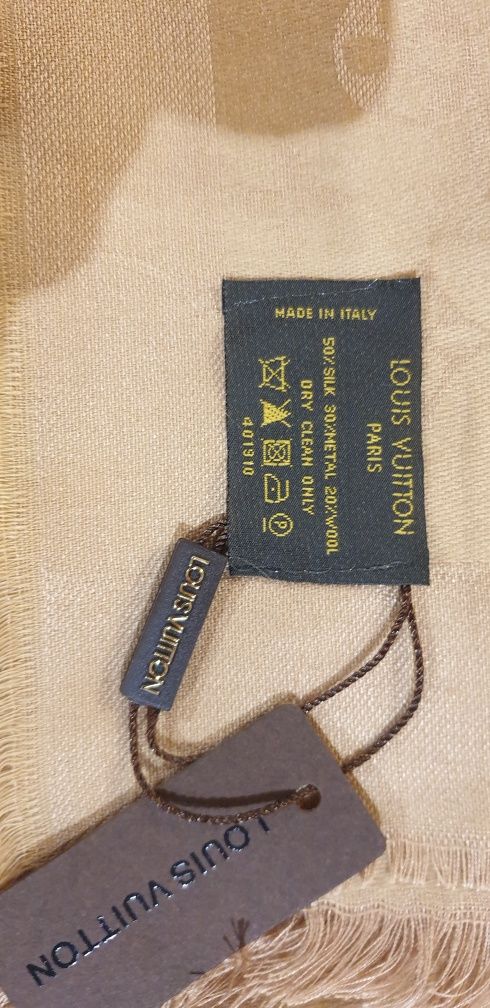 MADE IN ITALY
LOUIS VUITTON
PARIS
50% SILK 30%METAL 20%WOOL
DRY CLEAN ONLY
P
401910
LOUIS VUITTON
LOUIS VUITTON